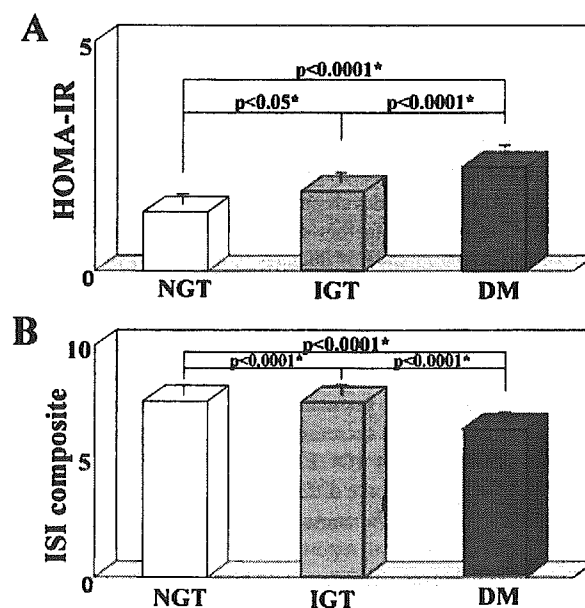 A
5
p<0.0001*
p<0.05* p<0.0001*
HOMA-IR
0
NGT IGT DM
B
10
p<0.0001*
p<0.0001* p<0.0001*
5
ISI composite
0
NGT IGT DM